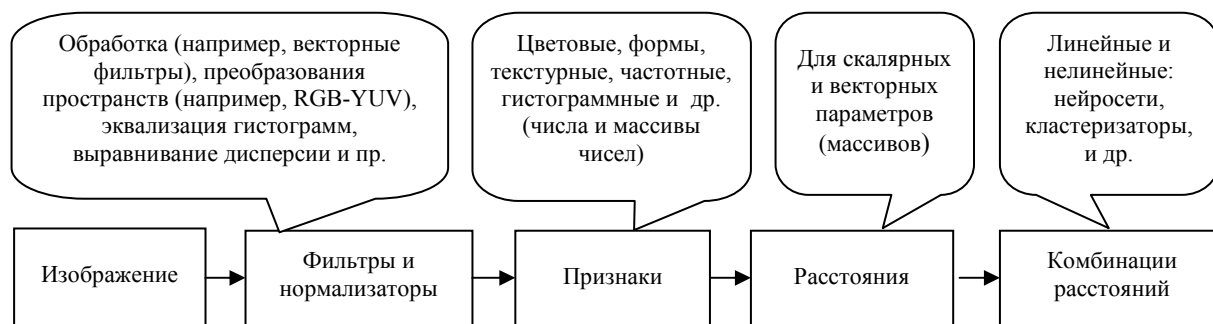 Обработка (например, векторные
фильтры), преобразования
пространств (например, RGB-YUV),
эквализация гистограмм,
выравнивание дисперсии и пр.
Цветовые, формы,
текстурные, частотные,
гистограммные и др.
(числа и массивы
чисел)
Для скалярных
и векторных
параметров
(массивов)
Линейные и
нелинейные:
нейросети,
кластеризаторы,
и др.
Изображение
Фильтры и
нормализаторы
Признаки
Расстояния
Комбинации
расстояний